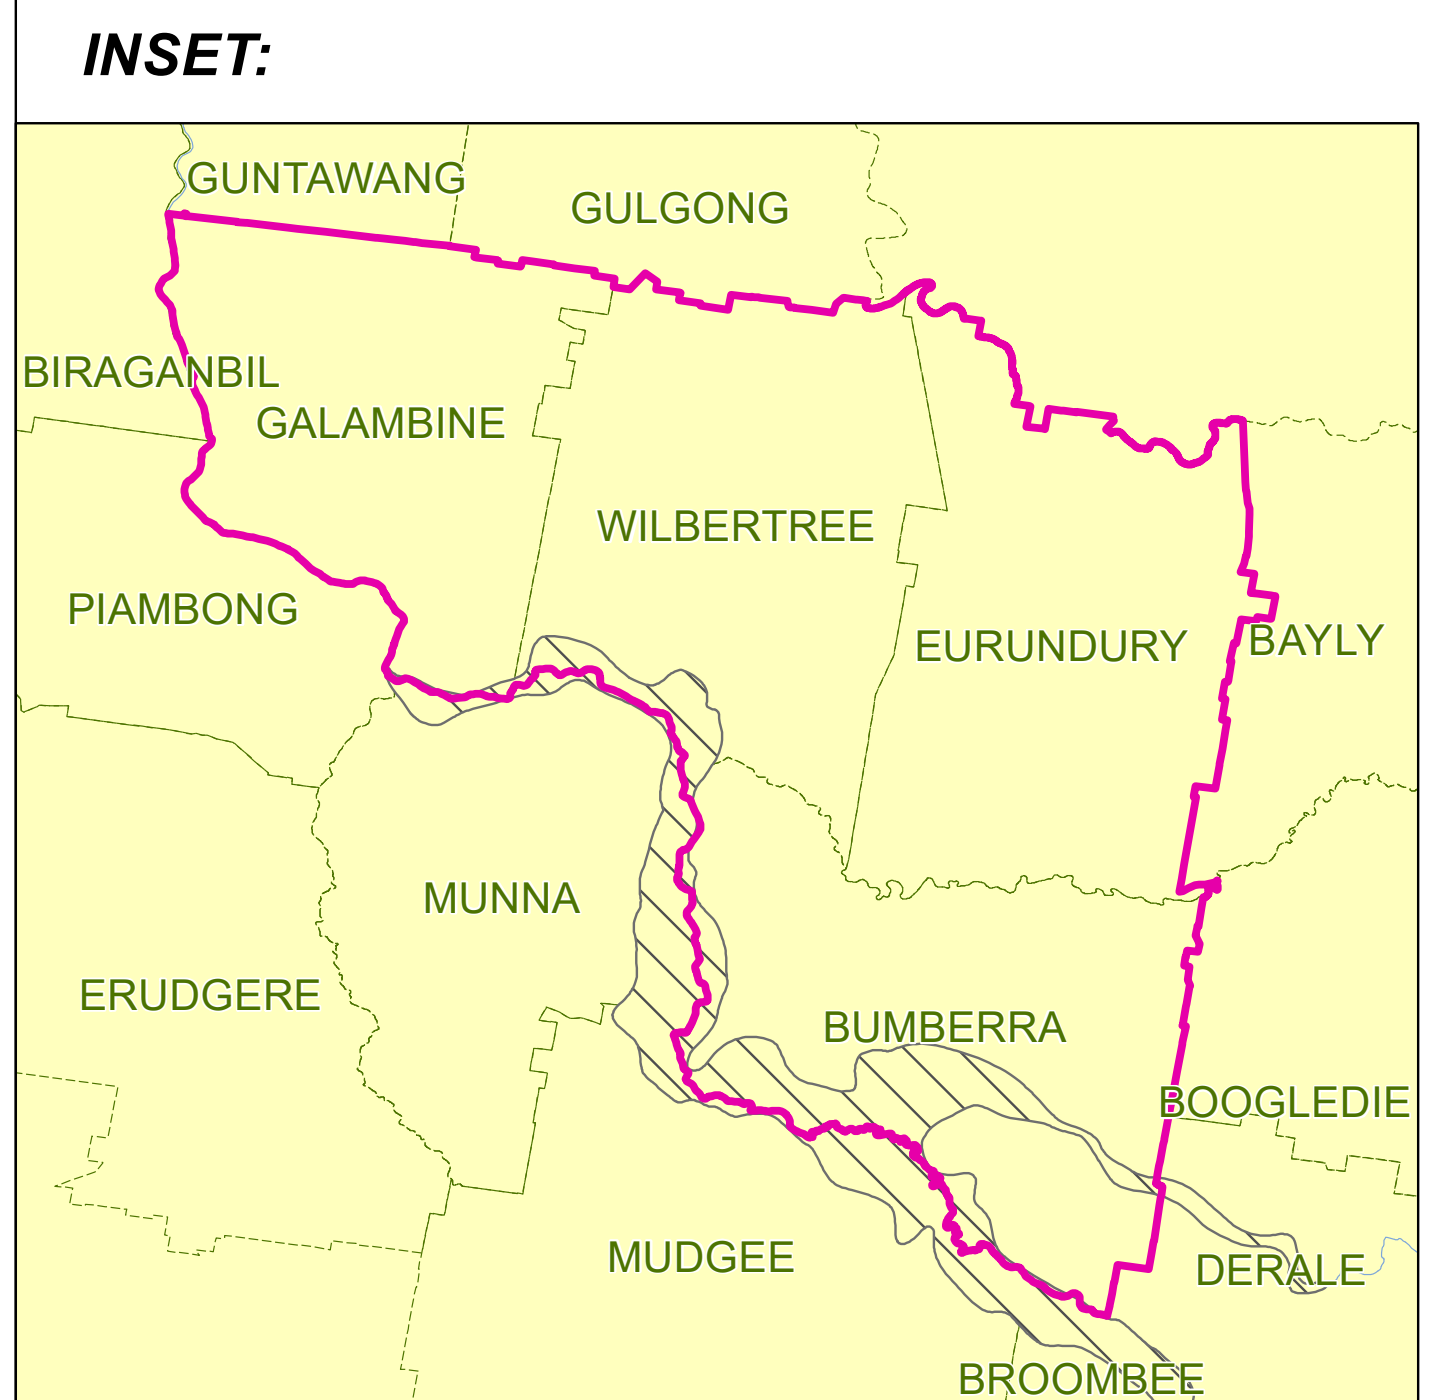 INSET:
GUNTAWANG
GULGONG
BIRAGANBIL
GALAMBINE
WILBERTREE
PIAMBONG
EURUNDURY
BAYLY
MUNNA
ERUDGERE
BUMBERRA
BOOGLEDIE
MUDGEE
DERALE
BROOMBEE